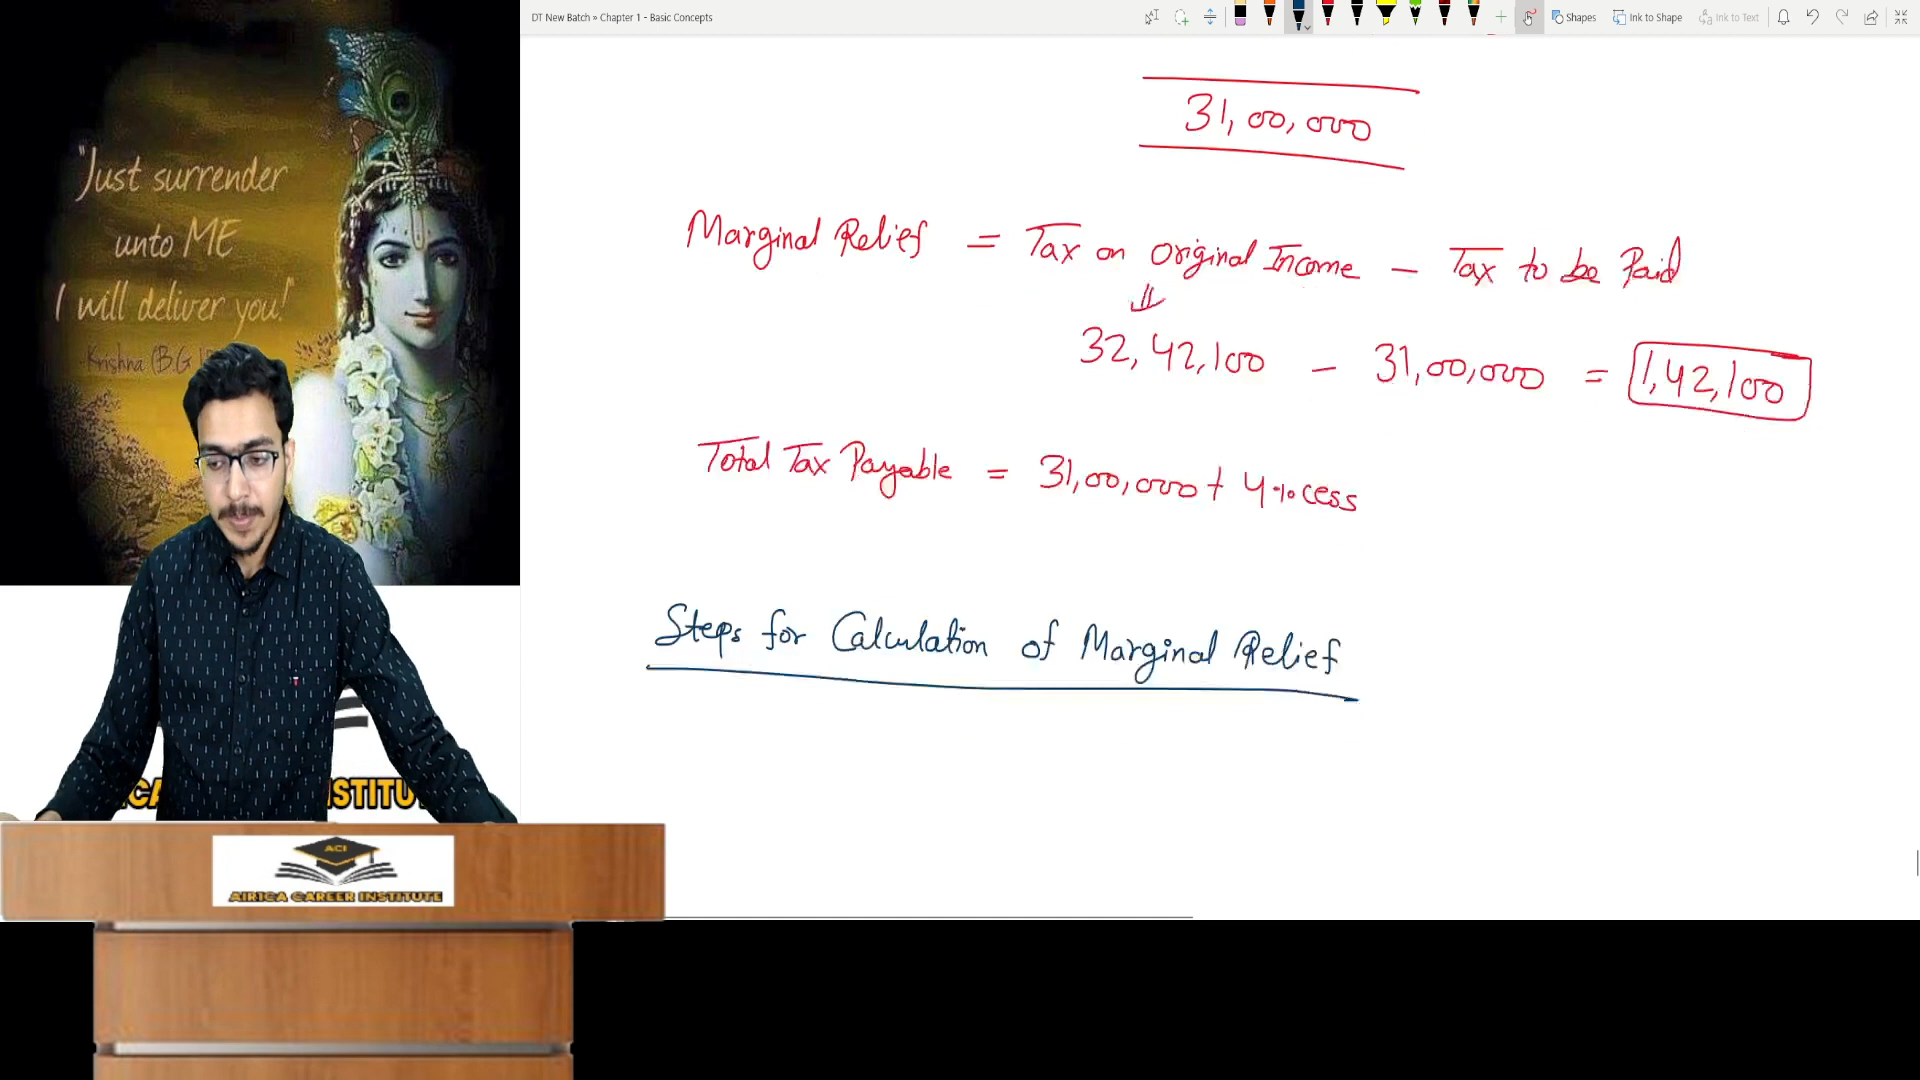 DT New Batch » Chapter 1 - Basic Concepts
Shapes
Ink to Shape
Ink to Text
"Just surrender
unto ME
I will deliver you!"
-Krishna (B.G
31,00,000
Marginal Relief = Tax on Original Income - Tax to be Paid
⇓
32,42,100 - 31,00,000 = 1,42,100
Total Tax Payable = 31,00,000 + 4% cess
Steps for Calculation of Marginal Relief
STITU
ACI
AIRICA CAREER INSTITUTE